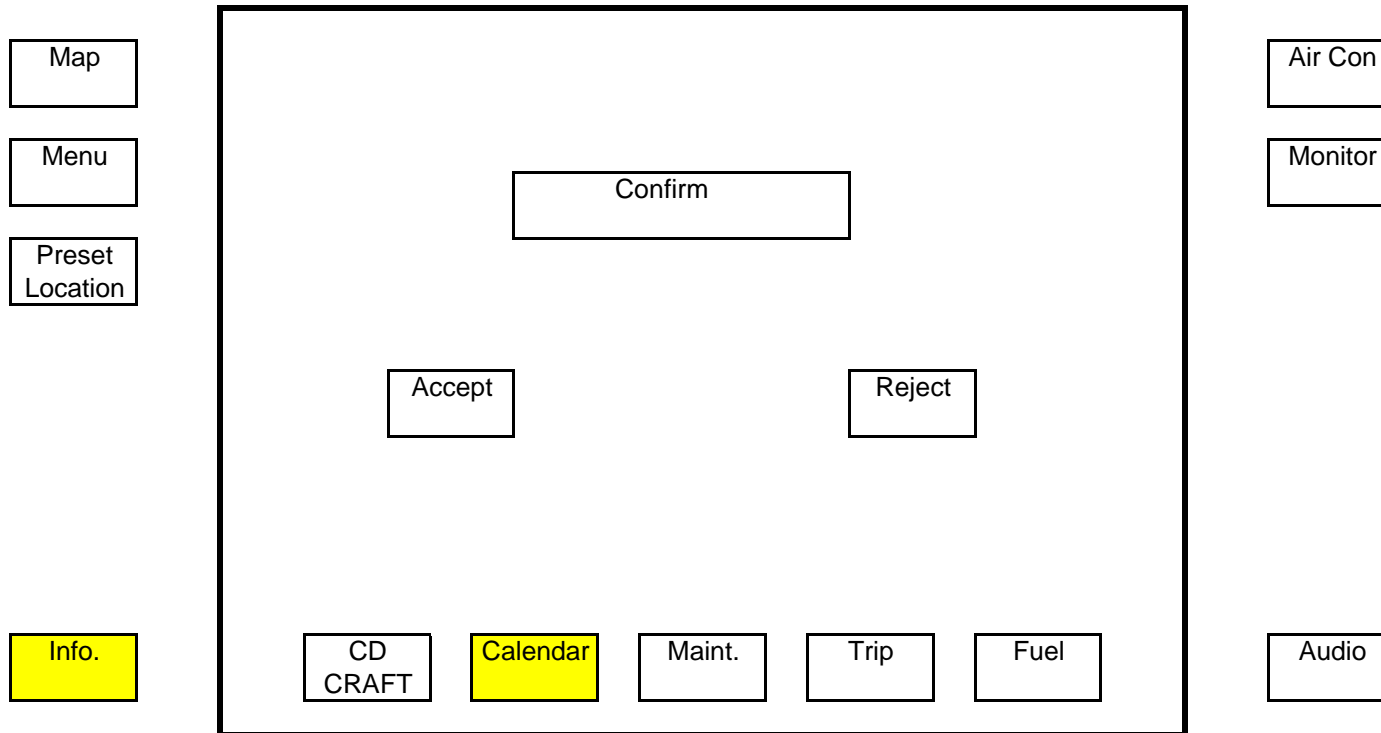 Map
Air Con
Menu
Monitor
Confirm
Preset
Location
Accept
Reject
Info.
CD
CRAFT
Calendar
Maint.
Trip
Fuel
Audio